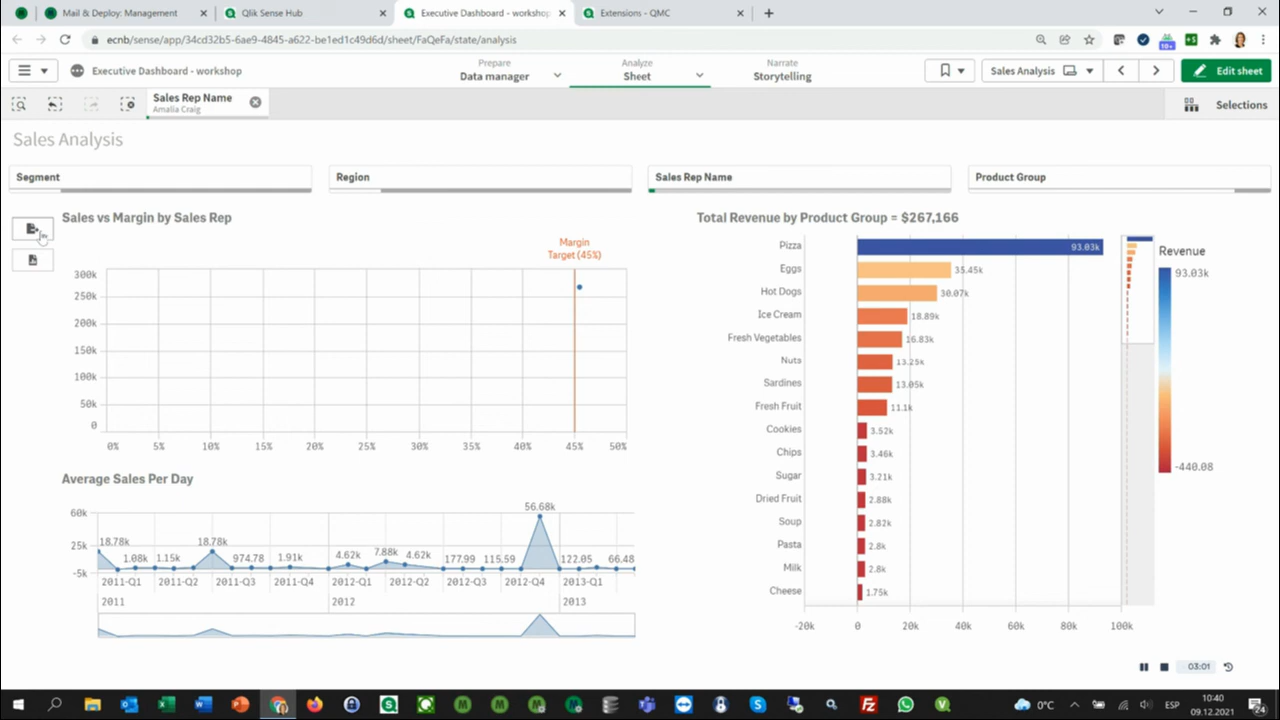 Mail & Deploy: Management
Qlik Sense Hub
Executive Dashboard - workshop
Extensions - QMC
ecnb/sense/app/34cd32b5-6ae9-4845-a622-be1ed1c49d6d/sheet/FaQeFa/state/analysis
Executive Dashboard - workshop
Prepare
Data manager
Analyze
Sheet
Narrate
Storytelling
Sales Analysis
Edit sheet
Sales Rep Name
Amalia Craig
Selections
Sales Analysis
Segment
Region
Sales Rep Name
Product Group
Sales vs Margin by Sales Rep
Margin
Target (45%)
300k
250k
200k
150k
100k
50k
0
0% 5% 10% 15% 20% 25% 30% 35% 40% 45% 50%
Average Sales Per Day
60k
25k
-5k
18.78k 1.08k 1.15k 18.78k 974.78 1.91k 4.62k 7.88k 4.62k 177.99 115.59 56.68k 122.05 66.48
2011-Q1 2011-Q2 2011-Q3 2011-Q4 2012-Q1 2012-Q2 2012-Q3 2012-Q4 2013-Q1
2011 2012 2013
Total Revenue by Product Group = $267,166
Pizza 93.03k
Eggs 35.45k
Hot Dogs 30.07k
Ice Cream 18.89k
Fresh Vegetables 16.83k
Nuts 13.25k
Sardines 13.05k
Fresh Fruit 11.1k
Cookies 3.52k
Chips 3.46k
Sugar 3.21k
Dried Fruit 2.88k
Soup 2.82k
Pasta 2.8k
Milk 2.8k
Cheese 1.75k
-20k 0 20k 40k 60k 80k 100k
Revenue
93.03k
-440.08
03:01
0°C
ESP
10:40
09.12.2021
24